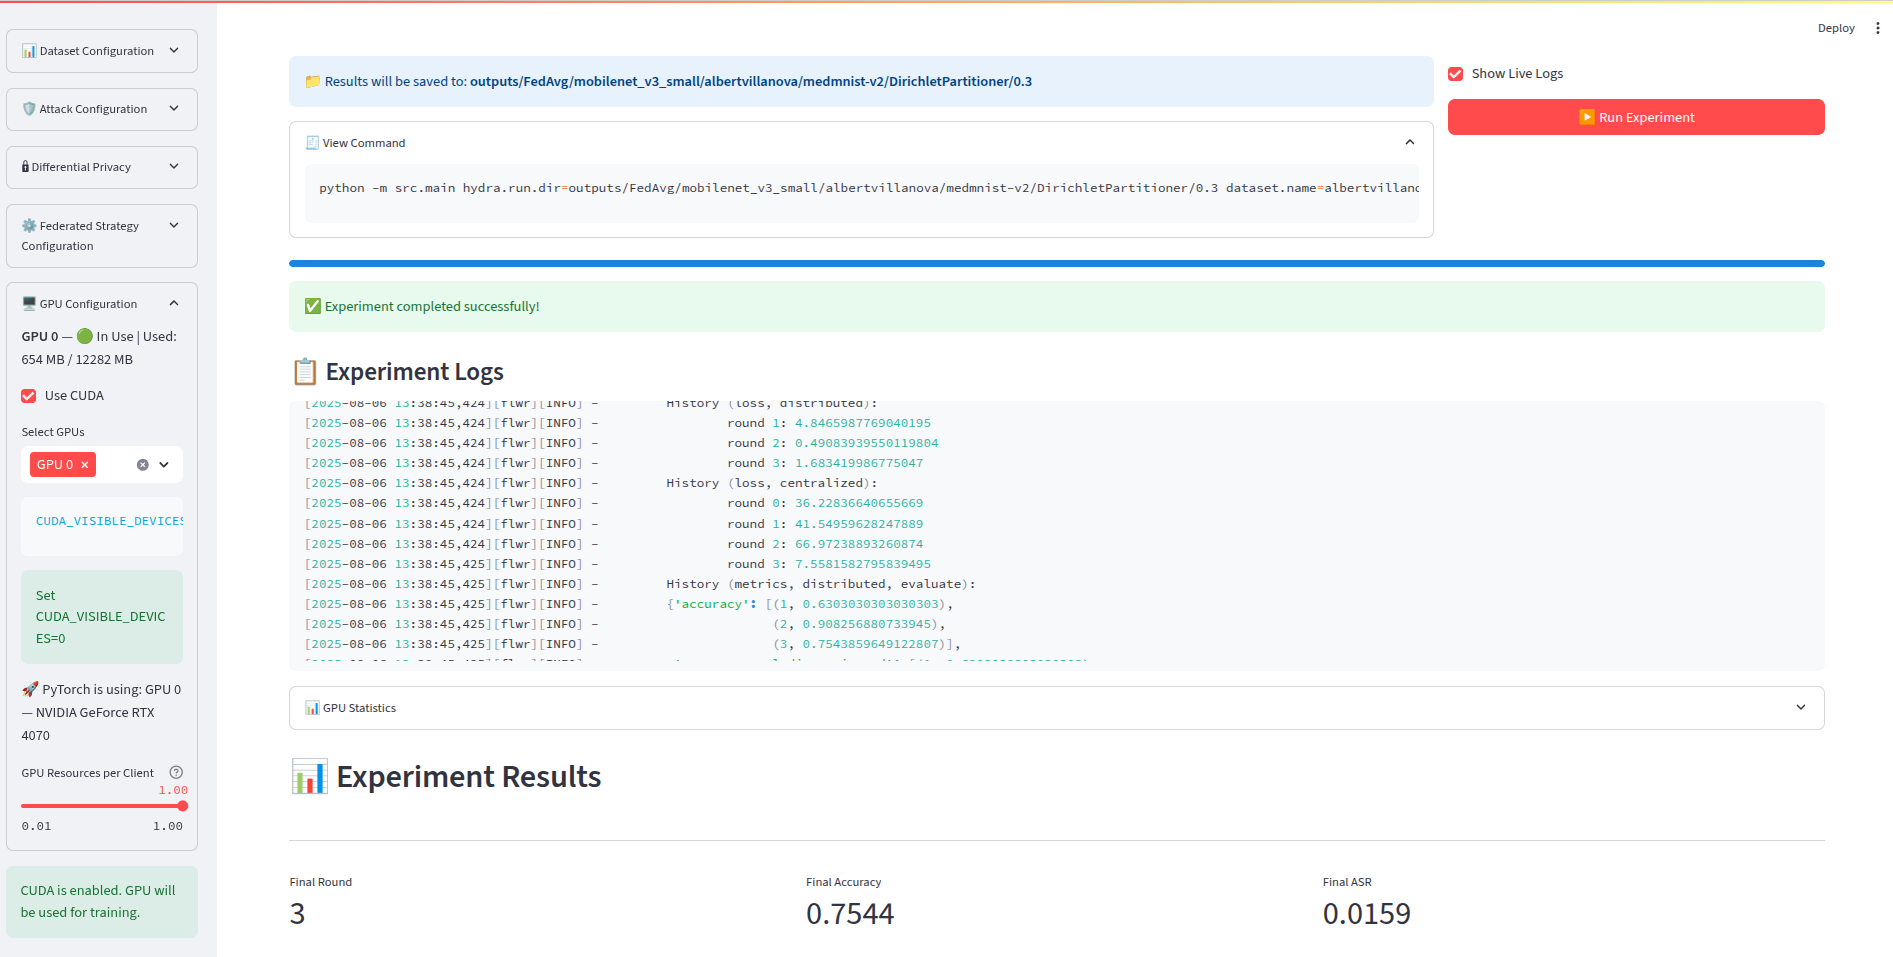 Dataset Configuration
Attack Configuration
Differential Privacy
Federated Strategy
Configuration
GPU Configuration
GPU 0 — In Use | Used:
654 MB / 12282 MB
Use CUDA
Select GPUs
GPU 0 ×
CUDA_VISIBLE_DEVICES
Set
CUDA_VISIBLE_DEVIC
ES=0
PyTorch is using: GPU 0
— NVIDIA GeForce RTX
4070
GPU Resources per Client
1.00
0.01 1.00
CUDA is enabled. GPU will
be used for training.
Deploy
Results will be saved to: outputs/FedAvg/mobilenet_v3_small/albertvillanova/medmnist-v2/DirichletPartitioner/0.3
Show Live Logs
Run Experiment
View Command
python -m src.main hydra.run.dir=outputs/FedAvg/mobilenet_v3_small/albertvillanova/medmnist-v2/DirichletPartitioner/0.3 dataset.name=albertvillano
Experiment completed successfully!
Experiment Logs
[2025-08-06 13:38:45,424][flwr][INFO] - History (loss, distributed):
[2025-08-06 13:38:45,424][flwr][INFO] - round 1: 4.8465987769040195
[2025-08-06 13:38:45,424][flwr][INFO] - round 2: 0.49083939550119804
[2025-08-06 13:38:45,424][flwr][INFO] - round 3: 1.683419986775047
[2025-08-06 13:38:45,424][flwr][INFO] - History (loss, centralized):
[2025-08-06 13:38:45,424][flwr][INFO] - round 0: 36.22836640655669
[2025-08-06 13:38:45,424][flwr][INFO] - round 1: 41.54959628247889
[2025-08-06 13:38:45,424][flwr][INFO] - round 2: 66.97238893260874
[2025-08-06 13:38:45,425][flwr][INFO] - round 3: 7.5581582795839495
[2025-08-06 13:38:45,425][flwr][INFO] - History (metrics, distributed, evaluate):
[2025-08-06 13:38:45,425][flwr][INFO] - {'accuracy': [(1, 0.6303030303030303),
[2025-08-06 13:38:45,425][flwr][INFO] - (2, 0.908256880733945),
[2025-08-06 13:38:45,425][flwr][INFO] - (3, 0.7543859649122807)],
GPU Statistics
Experiment Results
Final Round
3
Final Accuracy
0.7544
Final ASR
0.0159